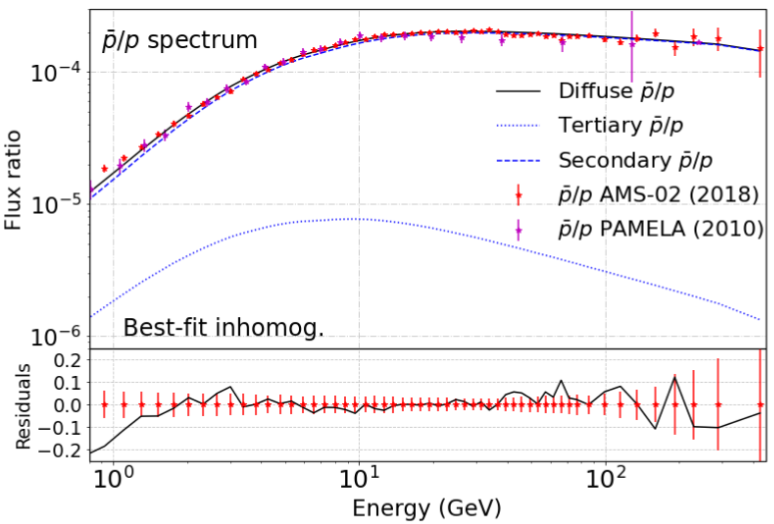 p̄/p spectrum
10⁻⁴
10⁻⁵
10⁻⁶
Flux ratio
Diffuse p̄/p
Tertiary p̄/p
Secondary p̄/p
p̄/p AMS-02 (2018)
p̄/p PAMELA (2010)
Best-fit inhomog.
0.2
0.1
0.0
−0.1
−0.2
Residuals
10⁰
10¹
10²
Energy (GeV)